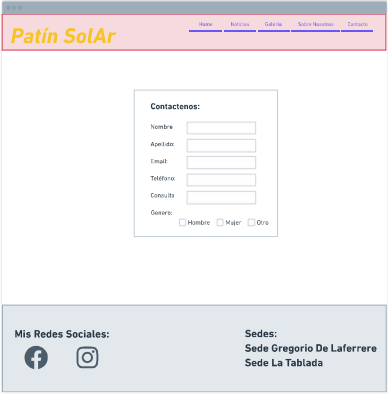 Patín SolAr
Home Noticias Galeria Sobre Nosotros Contacto
Contactenos:
Nombre
Apellido:
Email:
Teléfono:
Consulta
Genero:
Hombre Mujer Otro
Mis Redes Sociales:
Sedes:
Sede Gregorio De Laferrere
Sede La Tablada